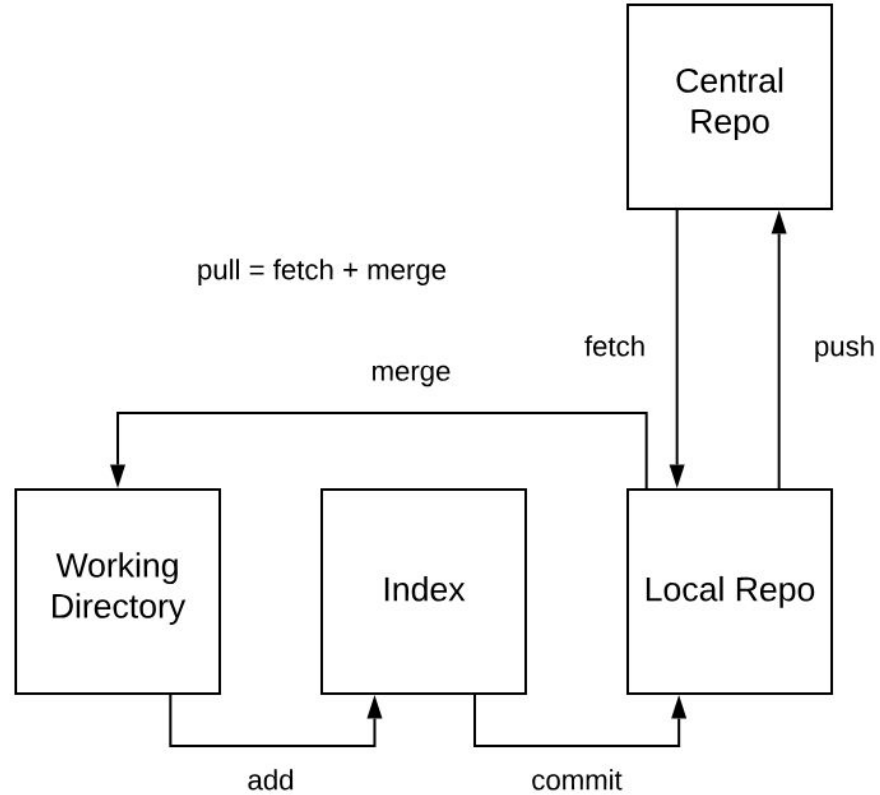 Central
Repo
pull = fetch + merge
fetch
push
merge
Working
Directory
Index
Local Repo
add
commit